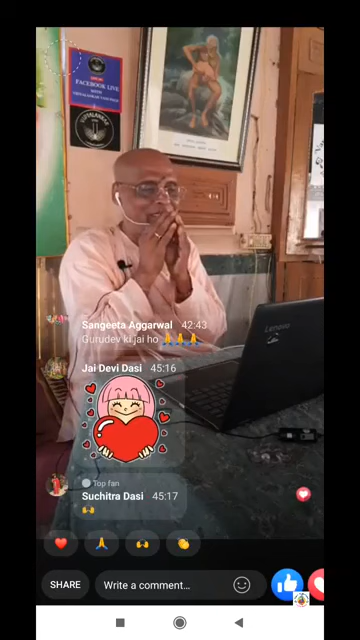 FACEBOOK LIVE
WITH
Lenovo
Sangeeta Aggarwal 42:43
Gurudev ki jai ho 🙏🙏🙏
Jai Devi Dasi 45:16
Top fan
Suchitra Dasi 45:17
🙌
SHARE
Write a comment…